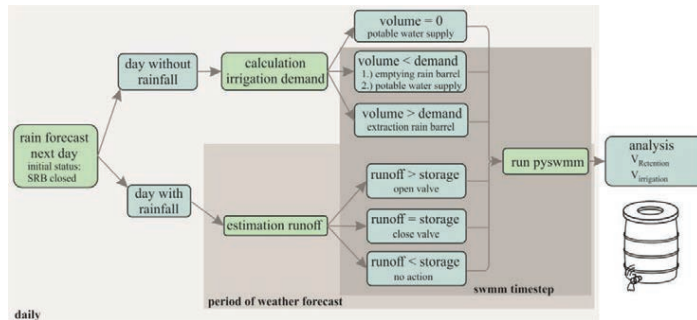 rain forecast
next day
initial status:
SRB closed
day without
rainfall
day with
rainfall
calculation
irrigation demand
estimation runoff
volume = 0
potable water supply
volume < demand
1.) emptying rain barrel
2.) potable water supply
volume > demand
extraction rain barrel
runoff > storage
open valve
runoff = storage
close valve
runoff < storage
no action
run pyswmm
analysis
VRetention
Virrigation
swmm timestep
period of weather forecast
daily